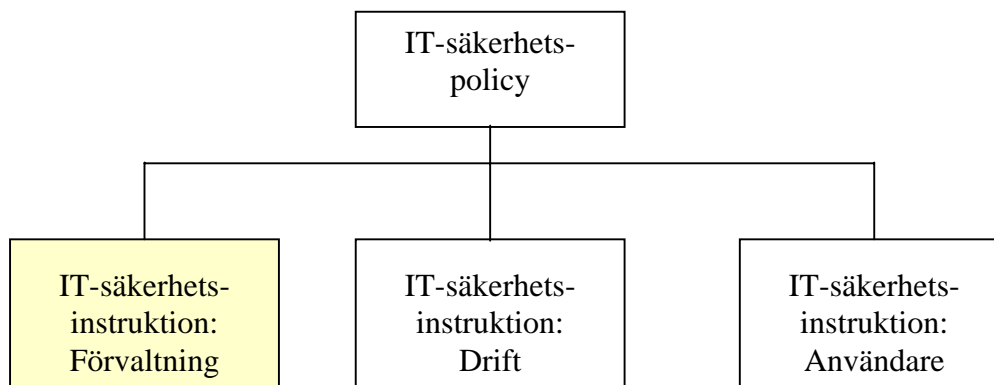 IT-säkerhets-
policy
IT-säkerhets-
instruktion:
Förvaltning
IT-säkerhets-
instruktion:
Drift
IT-säkerhets-
instruktion:
Användare